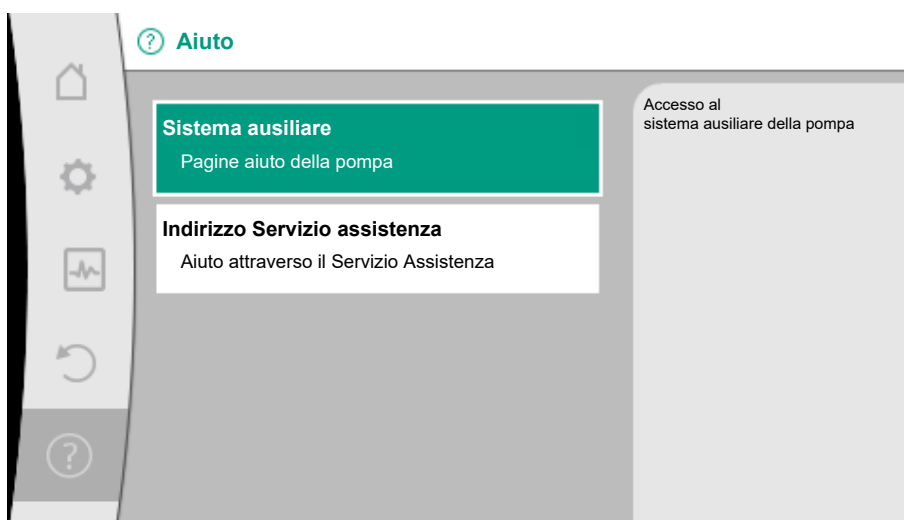 Aiuto
Sistema ausiliare
Pagine aiuto della pompa
Indirizzo Servizio assistenza
Aiuto attraverso il Servizio Assistenza
Accesso al
sistema ausiliare della pompa